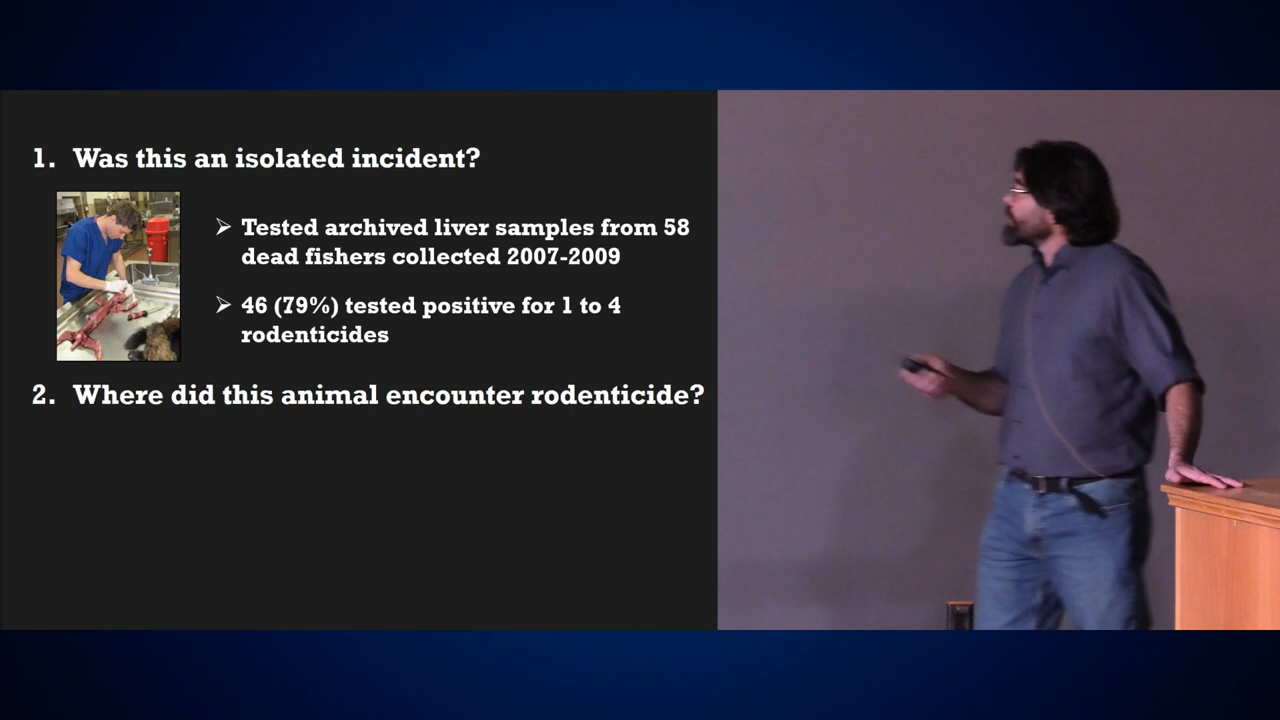 1. Was this an isolated incident?
➢ Tested archived liver samples from 58
dead fishers collected 2007-2009
➢ 46 (79%) tested positive for 1 to 4
rodenticides
2. Where did this animal encounter rodenticide?